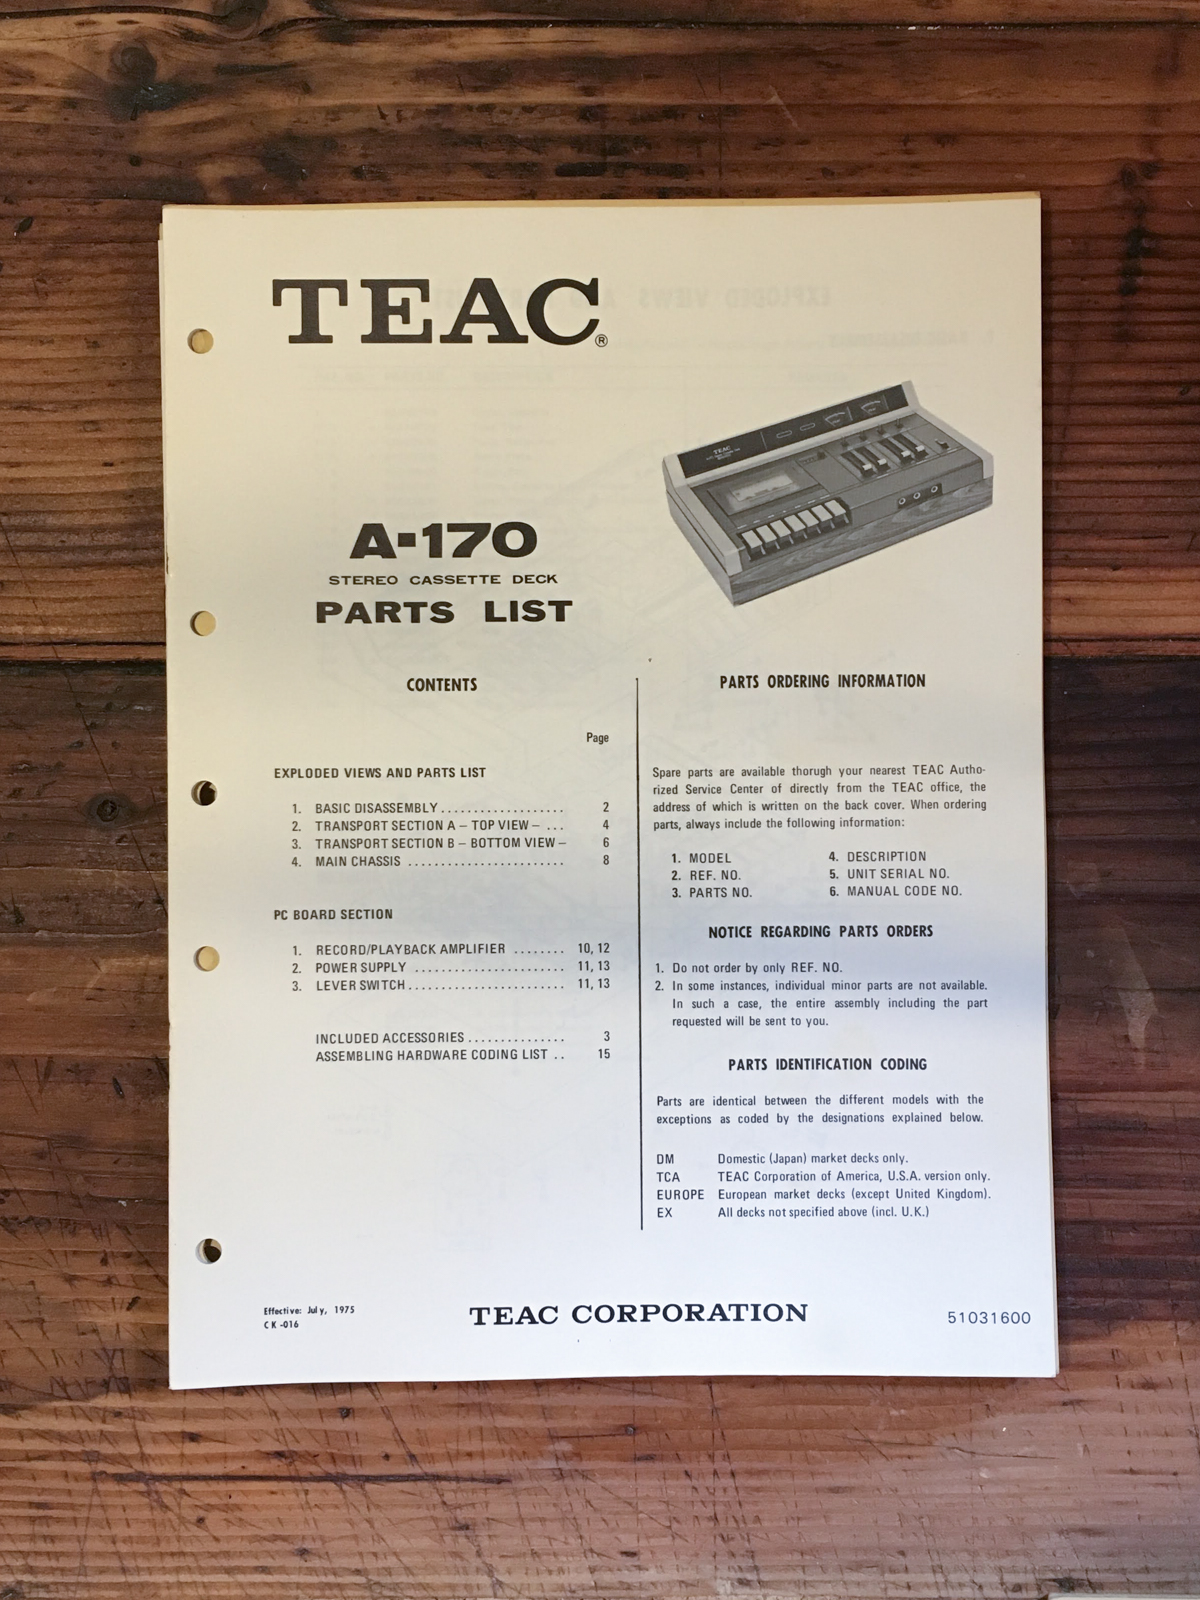 TEAC®
A-170
STEREO CASSETTE DECK
PARTS LIST
CONTENTS
Page
EXPLODED VIEWS AND PARTS LIST
1. BASIC DISASSEMBLY ................... 2
2. TRANSPORT SECTION A – TOP VIEW – ... 4
3. TRANSPORT SECTION B – BOTTOM VIEW – 6
4. MAIN CHASSIS ........................ 8
PC BOARD SECTION
1. RECORD/PLAYBACK AMPLIFIER ........ 10, 12
2. POWER SUPPLY ....................... 11, 13
3. LEVER SWITCH ........................ 11, 13
INCLUDED ACCESSORIES ............... 3
ASSEMBLING HARDWARE CODING LIST .. 15
PARTS ORDERING INFORMATION
Spare parts are available thorugh your nearest TEAC Autho-
rized Service Center of directly from the TEAC office, the
address of which is written on the back cover. When ordering
parts, always include the following information:
1. MODEL 4. DESCRIPTION
2. REF. NO. 5. UNIT SERIAL NO.
3. PARTS NO. 6. MANUAL CODE NO.
NOTICE REGARDING PARTS ORDERS
1. Do not order by only REF. NO.
2. In some instances, individual minor parts are not available.
In such a case, the entire assembly including the part
requested will be sent to you.
PARTS IDENTIFICATION CODING
Parts are identical between the different models with the
exceptions as coded by the designations explained below.
DM Domestic (Japan) market decks only.
TCA TEAC Corporation of America, U.S.A. version only.
EUROPE European market decks (except United Kingdom).
EX All decks not specified above (incl. U.K.)
Effective: July, 1975
CK-016
TEAC CORPORATION
51031600
TEAC